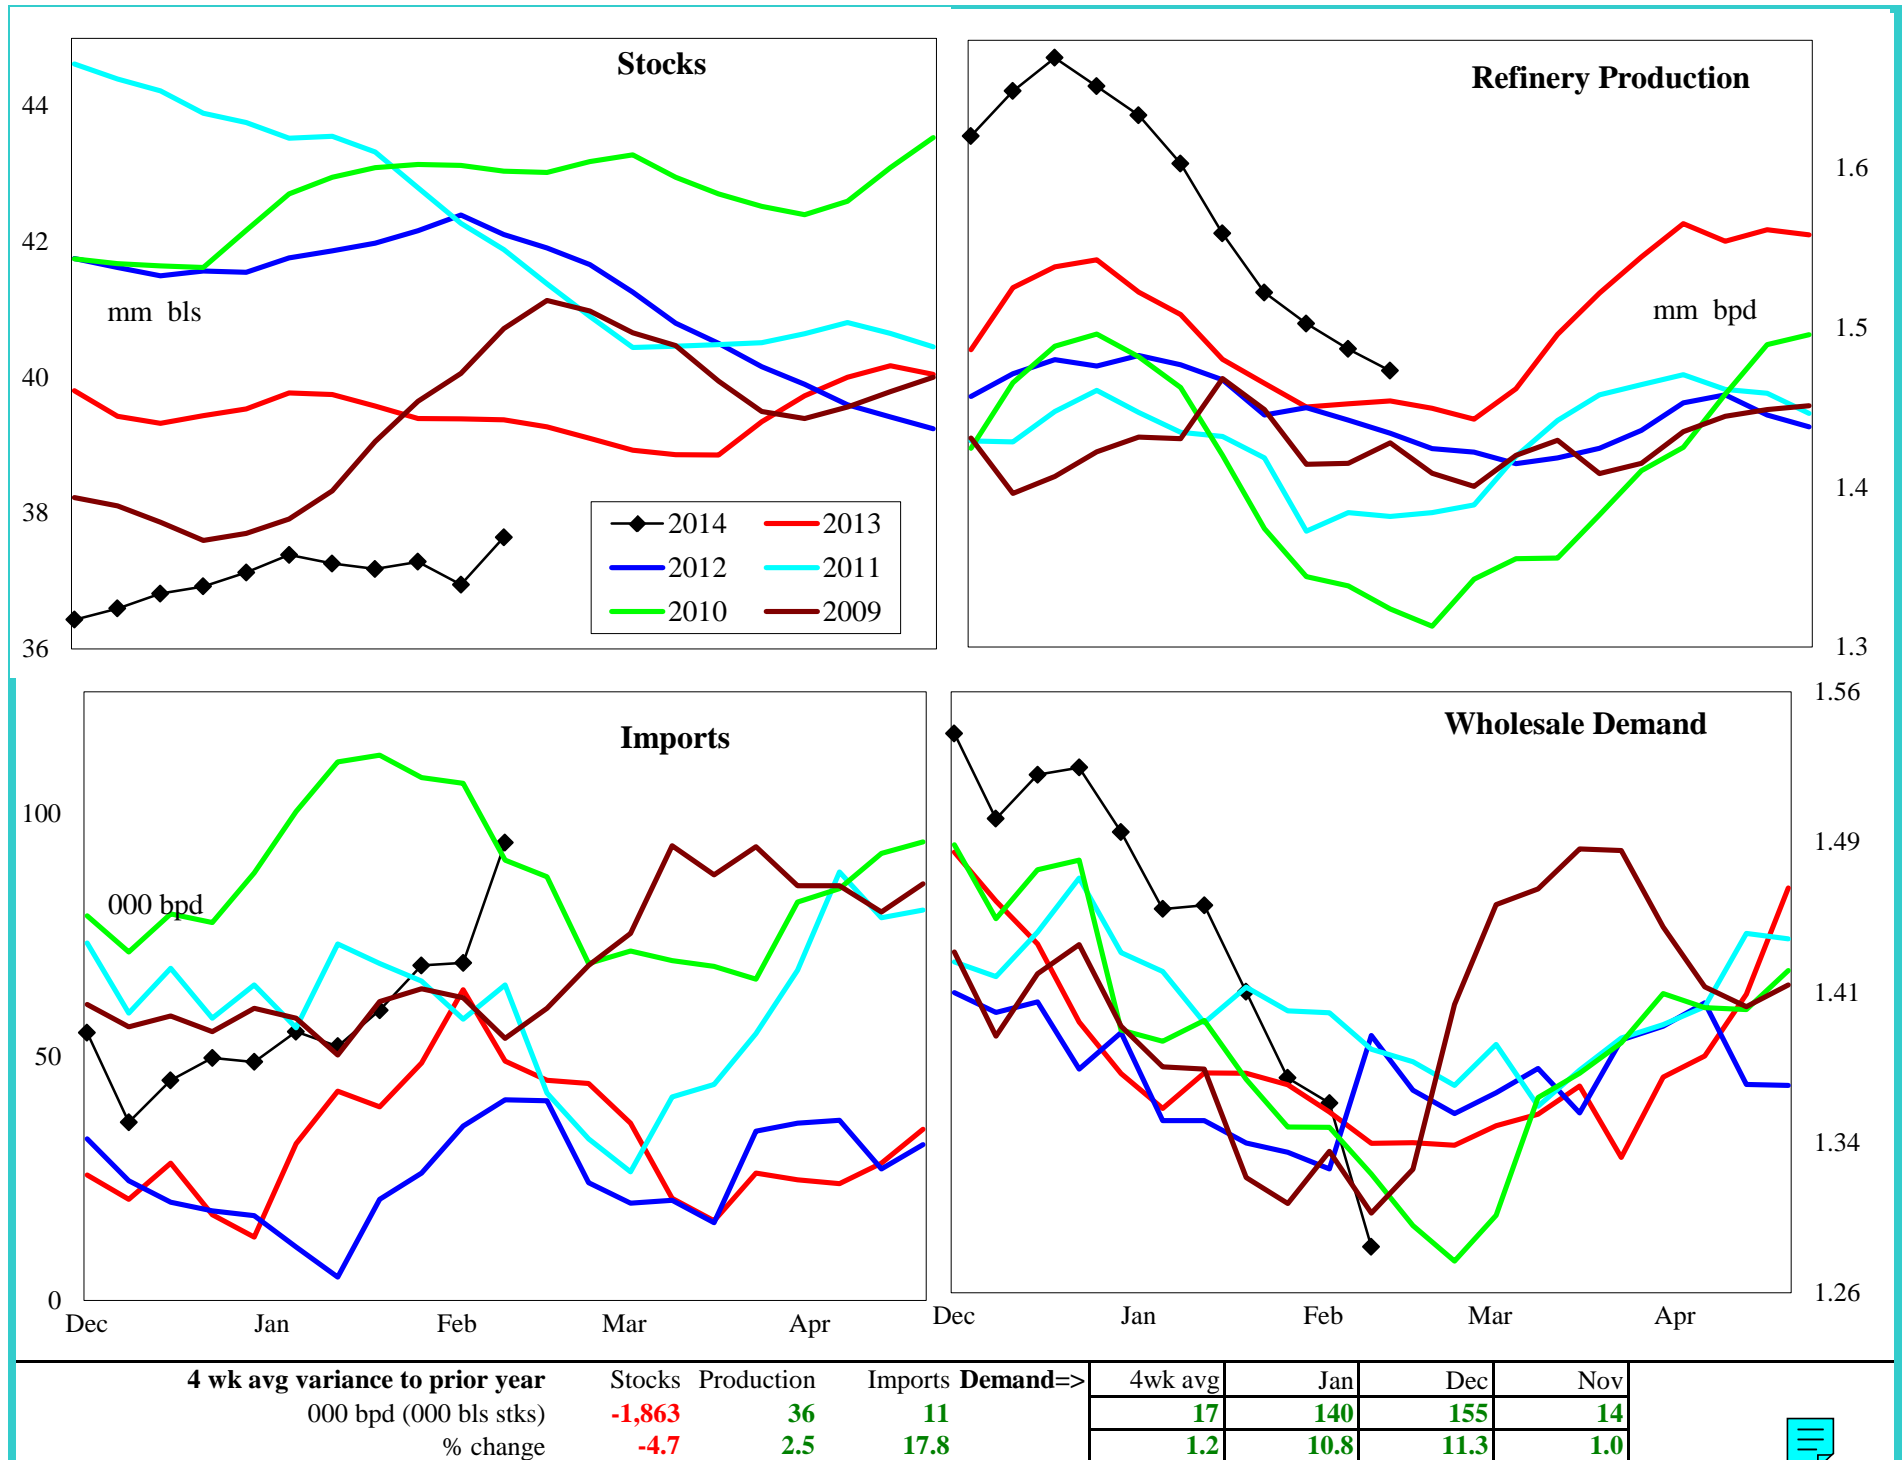 Stocks
44
42
mm bls
40
38
36
2014 2013
2012 2011
2010 2009
Refinery Production
1.6
mm bpd
1.5
1.4
1.3
Imports
100
000 bpd
50
0
Dec Jan Feb Mar Apr
Wholesale Demand
1.56
1.49
1.41
1.34
1.26
Dec Jan Feb Mar Apr
4 wk avg variance to prior year Stocks Production Imports Demand=> 4wk avg Jan Dec Nov
000 bpd (000 bls stks) -1,863 36 11 17 140 155 14
% change -4.7 2.5 17.8 1.2 10.8 11.3 1.0